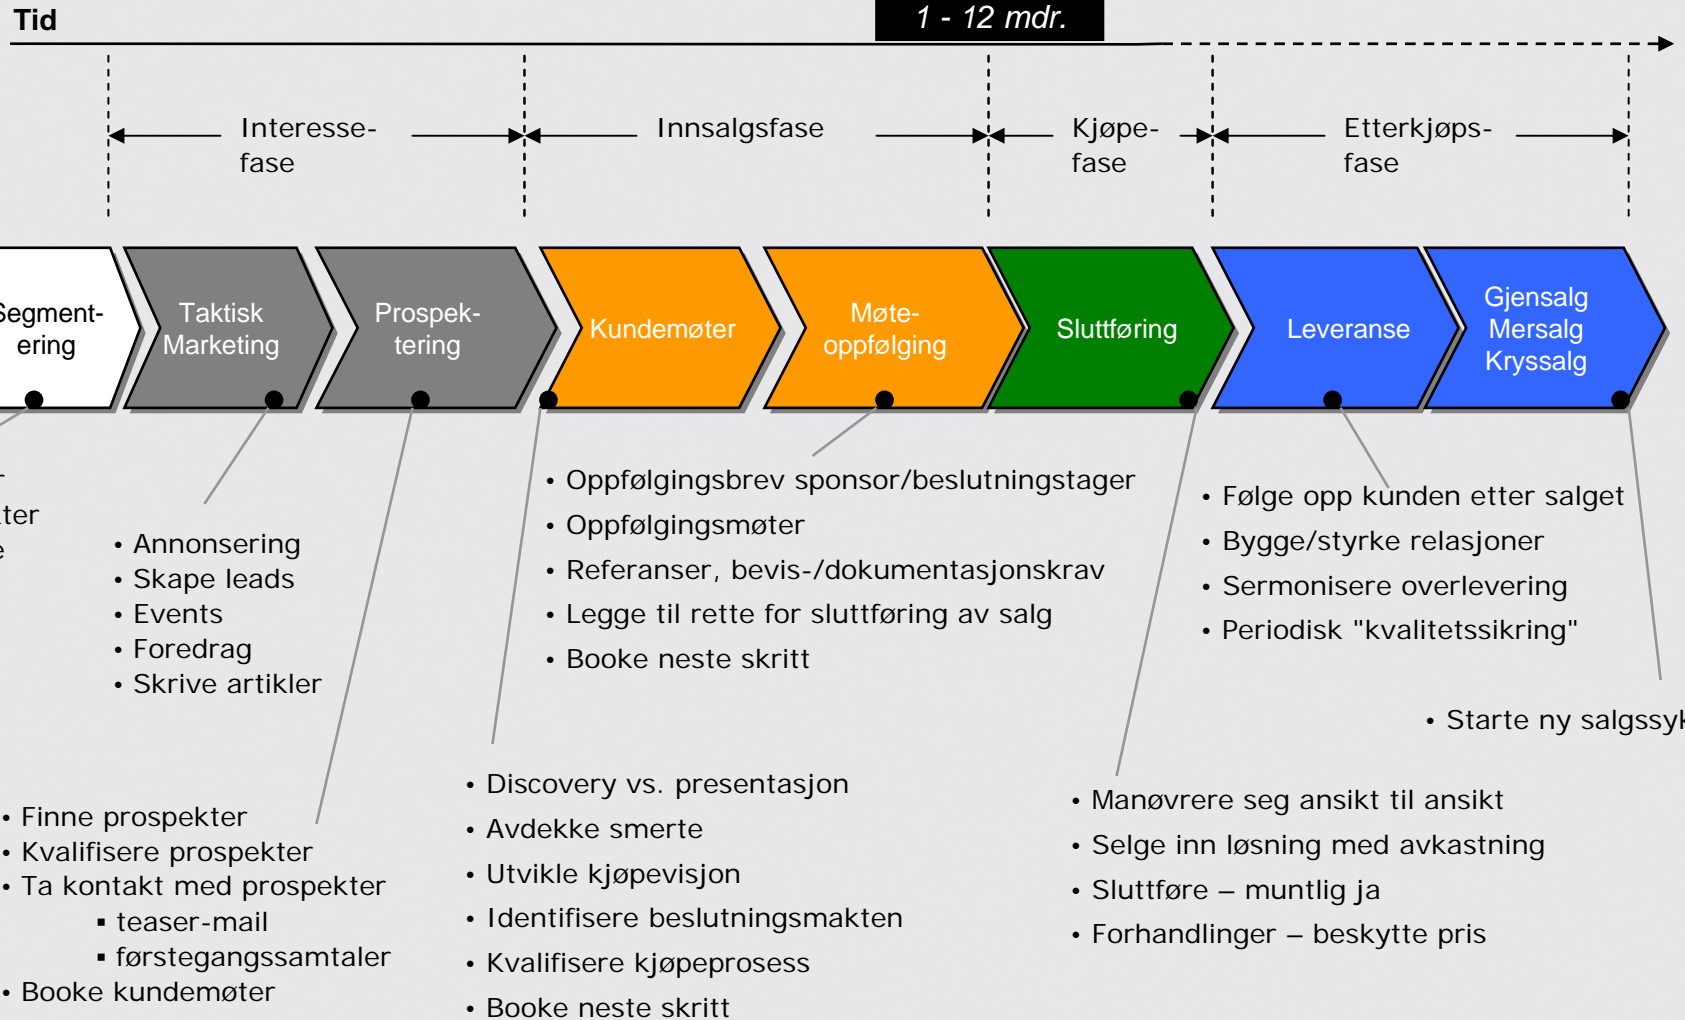 Tid
1 - 12 mdr.
Interesse-
fase
Innsalgsfase
Kjøpe-
fase
Etterkjøps-
fase
Segment-
ering
Taktisk
Marketing
Prospek-
tering
Kundemøter
Møte-
oppfølging
Sluttføring
Leveranse
Gjensalg
Mersalg
Kryssalg
• Annonsering
• Skape leads
• Events
• Foredrag
• Skrive artikler
• Oppfølgingsbrev sponsor/beslutningstager
• Oppfølgingsmøter
• Referanser, bevis-/dokumentasjonskrav
• Legge til rette for sluttføring av salg
• Booke neste skritt
• Følge opp kunden etter salget
• Bygge/styrke relasjoner
• Sermonisere overlevering
• Periodisk "kvalitetssikring"
• Starte ny
• Finne prospekter
• Kvalifisere prospekter
• Ta kontakt med prospekter
▪ teaser-mail
▪ førstegangssamtaler
• Booke kundemøter
• Discovery vs. presentasjon
• Avdekke smerte
• Utvikle kjøpevisjon
• Identifisere beslutningsmakten
• Kvalifisere kjøpeprosess
• Booke neste skritt
• Manøvrere seg ansikt til ansikt
• Selge inn løsning med avkastning
• Sluttføre – muntlig ja
• Forhandlinger – beskytte pris